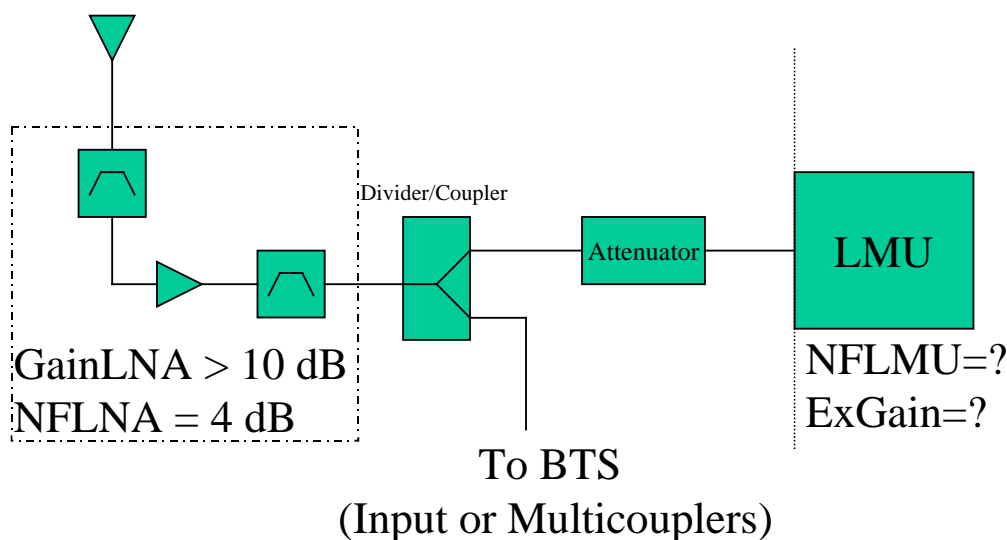 Divider/Coupler
Attenuator
LMU
GainLNA > 10 dB
NFLNA = 4 dB
NFLMU=?
ExGain=?
To BTS
(Input or Multicouplers)